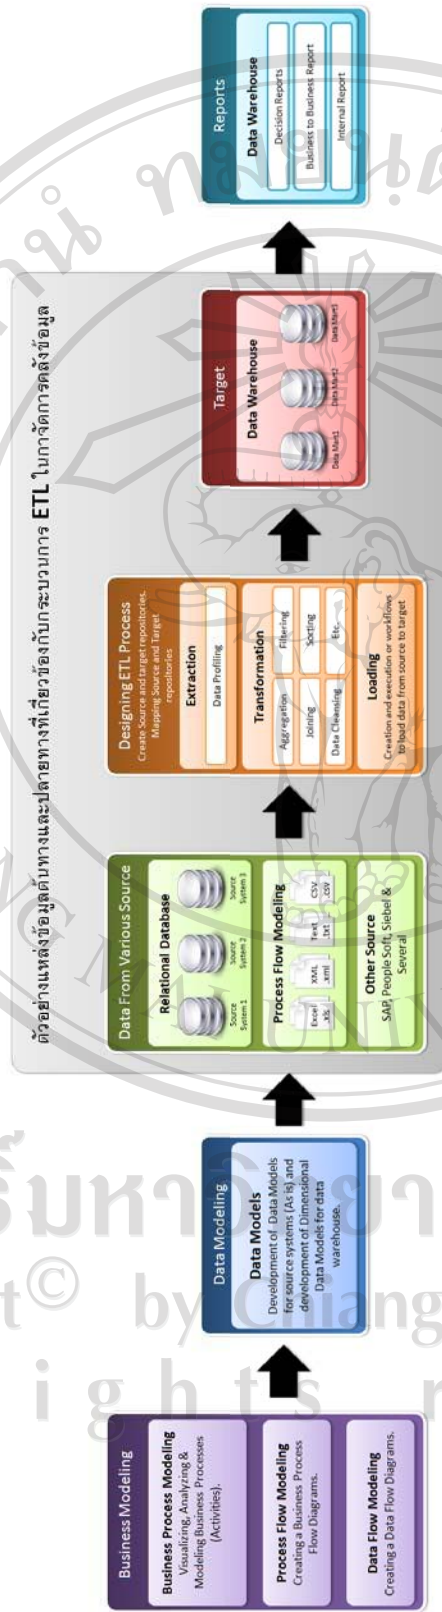 ตัวอย่างแหล่งข้อมูลต้นทางและปลายทางที่เกี่ยวข้องกับกระบวนการ ETL ในกาจัดการคลังข้อมูล
Business Modeling
Business Process Modeling
Visualizing, Analyzing &
Modeling Business Processes
(Activities).
Process Flow Modeling
Creating a Business Process
Flow Diagrams.
Data Flow Modeling
Creating a Data Flow Diagrams.
Data Modeling
Data Models
Development of Data Models
for source systems (As is) and
development of Dimensional
Data Models for data
warehouse.
Data From Various Source
Relational Database
Source
System 1
Source
System 2
Source
System 3
Process Flow Modeling
Excel
.xls
XML
.xml
Text
.txt
CSV
.csv
Other Source
SAP, People Soft, Siebel &
Several
Designing ETL Process
Create Source and target repositories.
Mapping Source and Target
repositories
Extraction
Data Profiling
Transformation
Aggregation
Filtering
Joining
Sorting
Data Cleansing
Etc.
Loading
Creation and execution or workflows
to load data from source to target
Target
Data Warehouse
Data Mart1
Data Mart2
Data Mart3
Reports
Data Warehouse
Decision Reports
Business to Business Report
Internal Report
t© by Chiang
i g h t s r